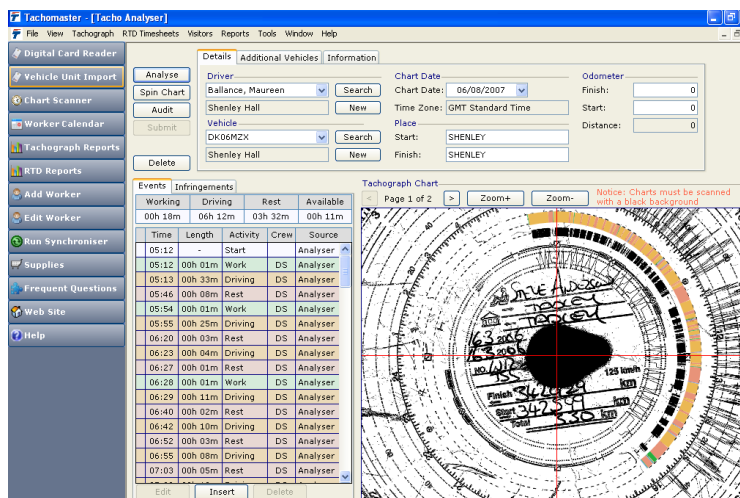 Tachomaster - [Tacho Analyser]
File View Tachograph RTD Timesheets Visitors Reports Tools Window Help
Digital Card Reader
Vehicle Unit Import
Chart Scanner
Worker Calendar
Tachograph Reports
RTD Reports
Add Worker
Edit Worker
Run Synchroniser
Supplies
Frequent Questions
Web Site
Help
Analyse
Spin Chart
Audit
Submit
Delete
Details Additional Vehicles Information
Driver
Ballance, Maureen Search
Shenley Hall New
Vehicle
DK06MZX Search
Shenley Hall New
Chart Date
Chart Date: 06/08/2007
Time Zone: GMT Standard Time
Place
Start: SHENLEY
Finish: SHENLEY
Odometer
Finish: 0
Start: 0
Distance: 0
Events Infringements
Working Driving Rest Available
00h 18m 06h 12m 03h 32m 00h 11m
Time Length Activity Crew Source
05:12 - Start Analyser
05:12 00h 01m Work DS Analyser
05:13 00h 33m Driving DS Analyser
05:46 00h 08m Rest DS Analyser
05:54 00h 01m Work DS Analyser
05:55 00h 25m Driving DS Analyser
06:20 00h 03m Rest DS Analyser
06:23 00h 04m Driving DS Analyser
06:27 00h 01m Rest DS Analyser
06:28 00h 01m Work DS Analyser
06:29 00h 11m Driving DS Analyser
06:40 00h 02m Rest DS Analyser
06:42 00h 10m Driving DS Analyser
06:52 00h 03m Rest DS Analyser
06:55 00h 08m Driving DS Analyser
07:03 00h 05m Rest DS Analyser
Edit Insert Delete
Tachograph Chart
< Page 1 of 2 > Zoom+ Zoom-
Notice: Charts must be scanned
with a black background
125 km/h
Finish 342929 km
Start 342399 km
Total 530 km